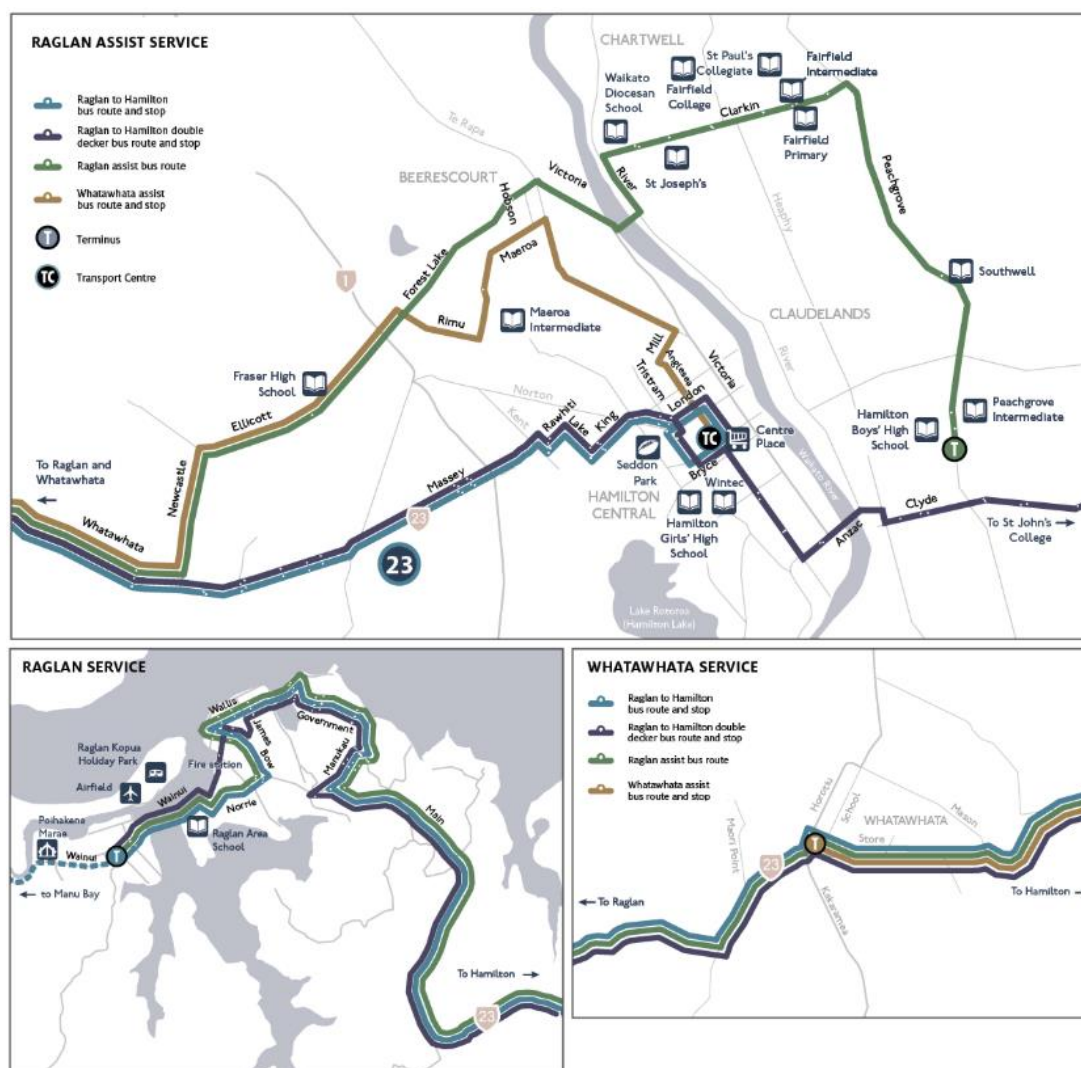 RAGLAN ASSIST SERVICE
Raglan to Hamilton
bus route and stop
Raglan to Hamilton double
decker bus route and stop
Raglan assist bus route
Whatawhata assist
bus route and stop
T
Terminus
TC
Transport Centre
CHARTWELL
St Paul's
Collegiate
Fairfield
Intermediate
Waikato
Diocesan
School
Fairfield
College
Clarkin
Fairfield
Primary
St Joseph's
River
Peachgrove
To Rapa
BEERESCOURT
Hobson
Victoria
Heaphy
Forest Lake
Maeroa
Southwell
1
Rimu
Maeroa
Intermediate
CLAUDELANDS
Mill
Anglesea
Tristram
Victoria
River
Fraser High
School
Norton
Kent
Rawhiti
Lake
King
London
Ellicott
Hamilton
Boys' High
School
Peachgrove
Intermediate
T
TC
Centre
Place
Seddon
Park
Bryce
Waikato River
To Raglan and
Whatawhata
Newcastle
Massey
Wintec
HAMILTON
CENTRAL
Hamilton
Girls' High
School
23
23
Clyde
Anzac
To St John's
College
Whatawhata
Lake Rotoroa
(Hamilton Lake)
RAGLAN SERVICE
Wallis
Government
James
Bow
Manukau
Raglan Kopua
Holiday Park
Fire station
Airfield
Wainui
Norrie
Main
Poihakena
Marae
Raglan Area
School
Wainui
T
to Manu Bay
To Hamilton
23
WHATAWHATA SERVICE
Raglan to Hamilton
bus route and stop
Raglan to Hamilton double
decker bus route and stop
Raglan assist bus route
Whatawhata assist
bus route and stop
Horotiu
School
Mason
WHATAWHATA
Store
Maori Point
T
23
Kakaramea
To Raglan
To Hamilton